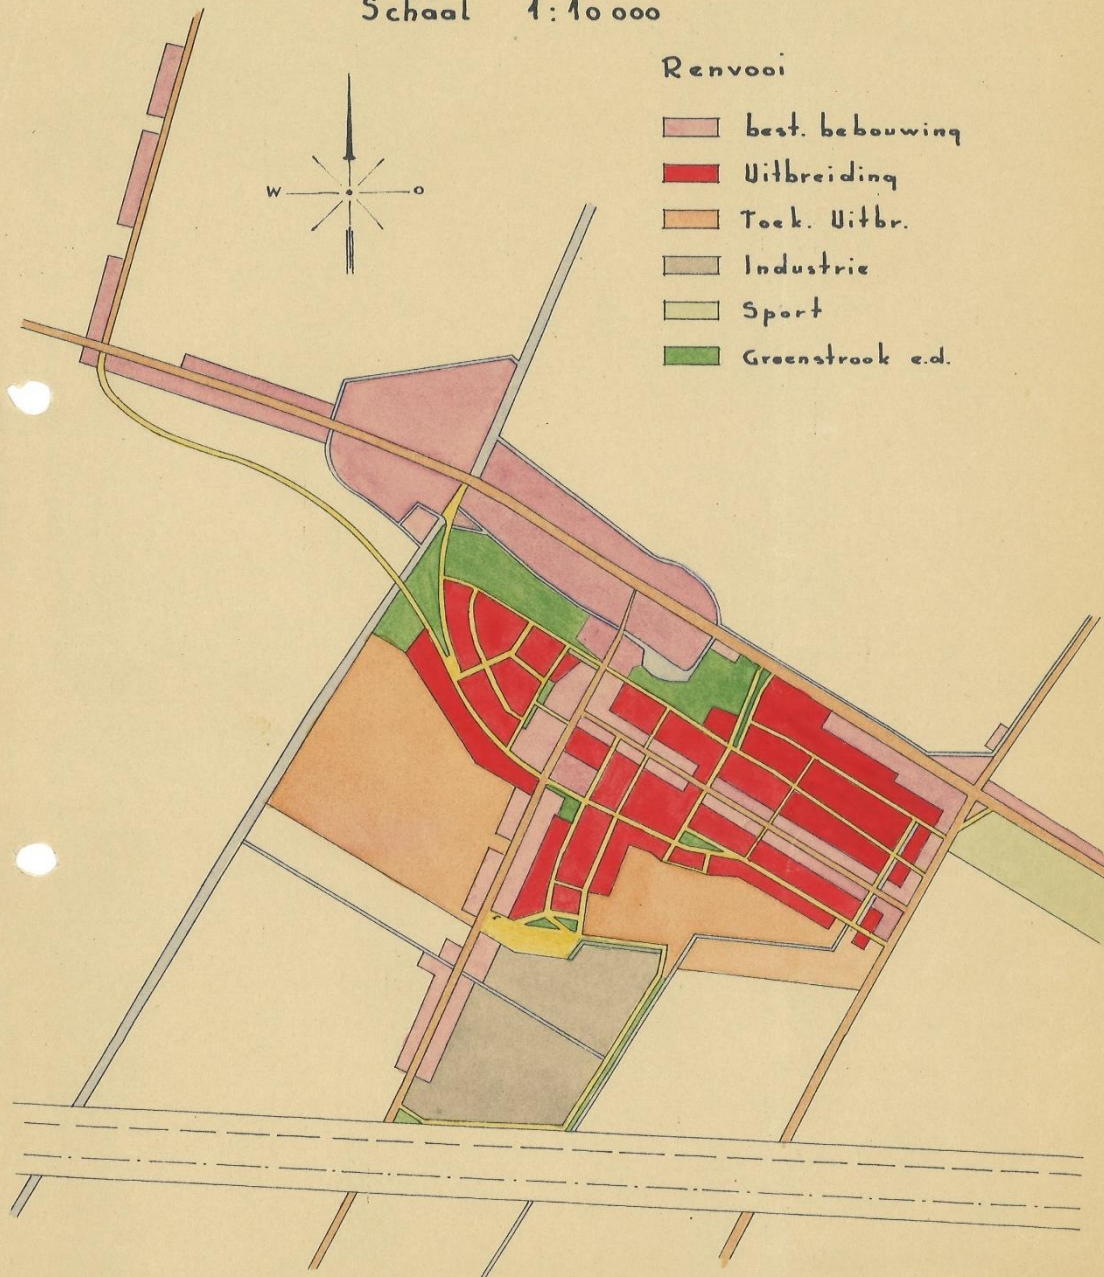 Schaal 1:10 000
Renvooi
best. bebouwing
Uitbreiding
Toek. Uitbr.
Industrie
Sport
Groenstrook e.d.
W O